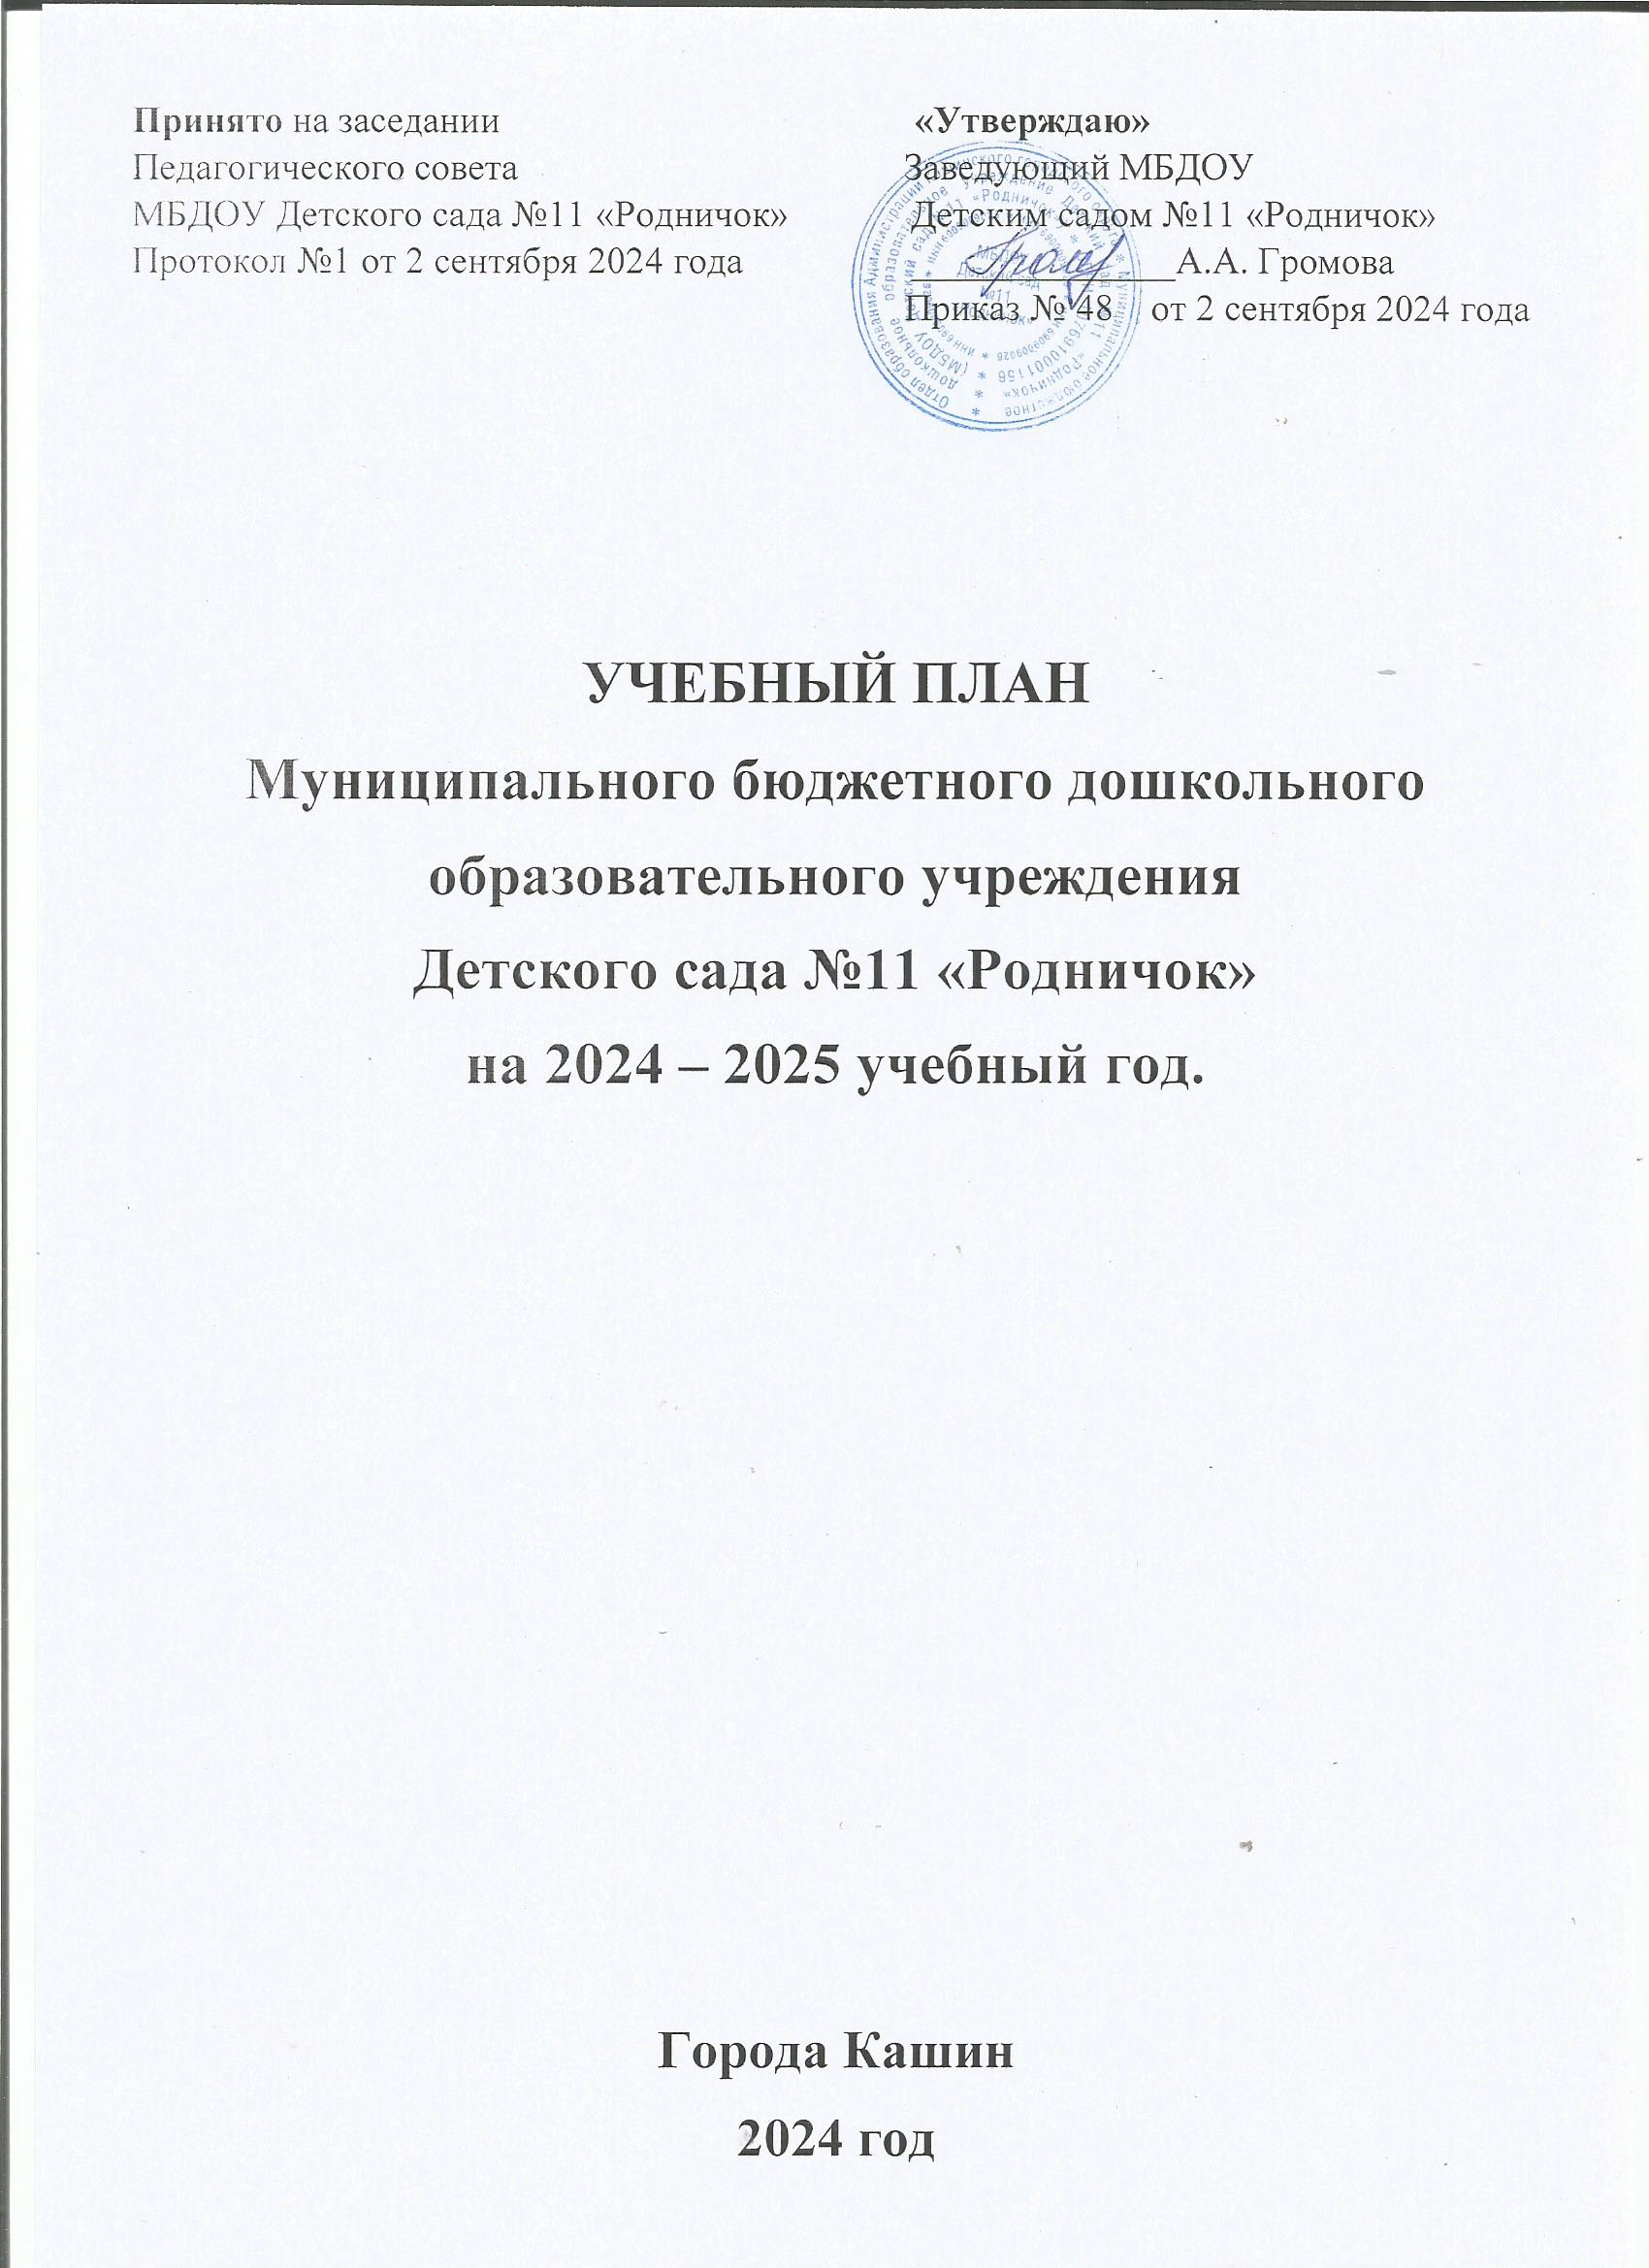 Принято на заседании
Педагогического совета
МБДОУ Детского сада №11 «Родничок»
Протокол №1 от 2 сентября 2024 года
«Утверждаю»
Заведующий МБДОУ
Детским садом №11 «Родничок»
А.А. Громова
Приказ № 48 от 2 сентября 2024 года
УЧЕБНЫЙ ПЛАН
Муниципального бюджетного дошкольного
образовательного учреждения
Детского сада №11 «Родничок»
на 2024 – 2025 учебный год.
Города Кашин
2024 год